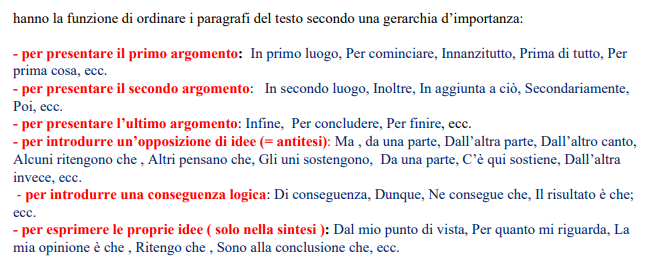 hanno la funzione di ordinare i paragrafi del testo secondo una gerarchia d’importanza:
- per presentare il primo argomento: In primo luogo, Per cominciare, Innanzitutto, Prima di tutto, Per
prima cosa, ecc.
- per presentare il secondo argomento: In secondo luogo, Inoltre, In aggiunta a ciò, Secondariamente,
Poi, ecc.
- per presentare l’ultimo argomento: Infine, Per concludere, Per finire, ecc.
- per introdurre un’opposizione di idee (= antitesi): Ma , da una parte, Dall’altra parte, Dall’altro canto,
Alcuni ritengono che , Altri pensano che, Gli uni sostengono, Da una parte, C’è qui sostiene, Dall’altra
invece, ecc.
- per introdurre una conseguenza logica: Di conseguenza, Dunque, Ne consegue che, Il risultato è che;
ecc.
- per esprimere le proprie idee ( solo nella sintesi ): Dal mio punto di vista, Per quanto mi riguarda, La
mia opinione è che , Ritengo che , Sono alla conclusione che, ecc.